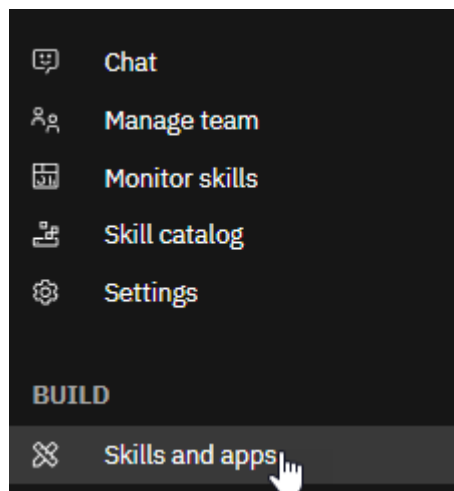 Chat
Manage team
Monitor skills
Skill catalog
Settings
BUILD
Skills and apps